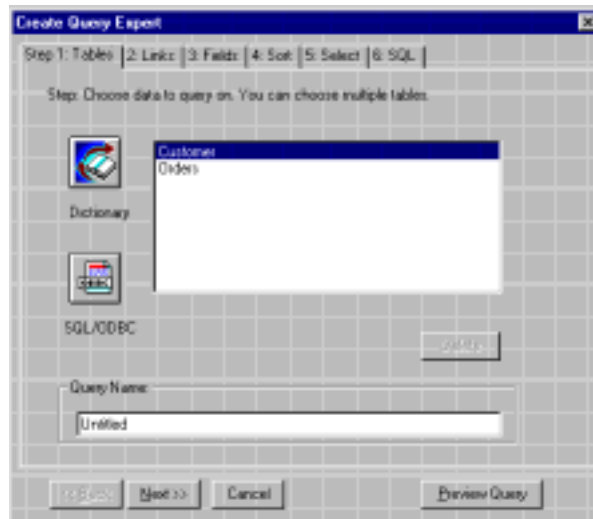 Create Query Expert
Step 1: Tables 2: Links 3: Fields 4: Sort 5: Select 6: SQL
Step: Choose data to query on. You can choose multiple tables.
Customer
Orders
Dictionary
SQL/ODBC
Delete
Query Name:
Untitled
<< Back Next >> Cancel Preview Query